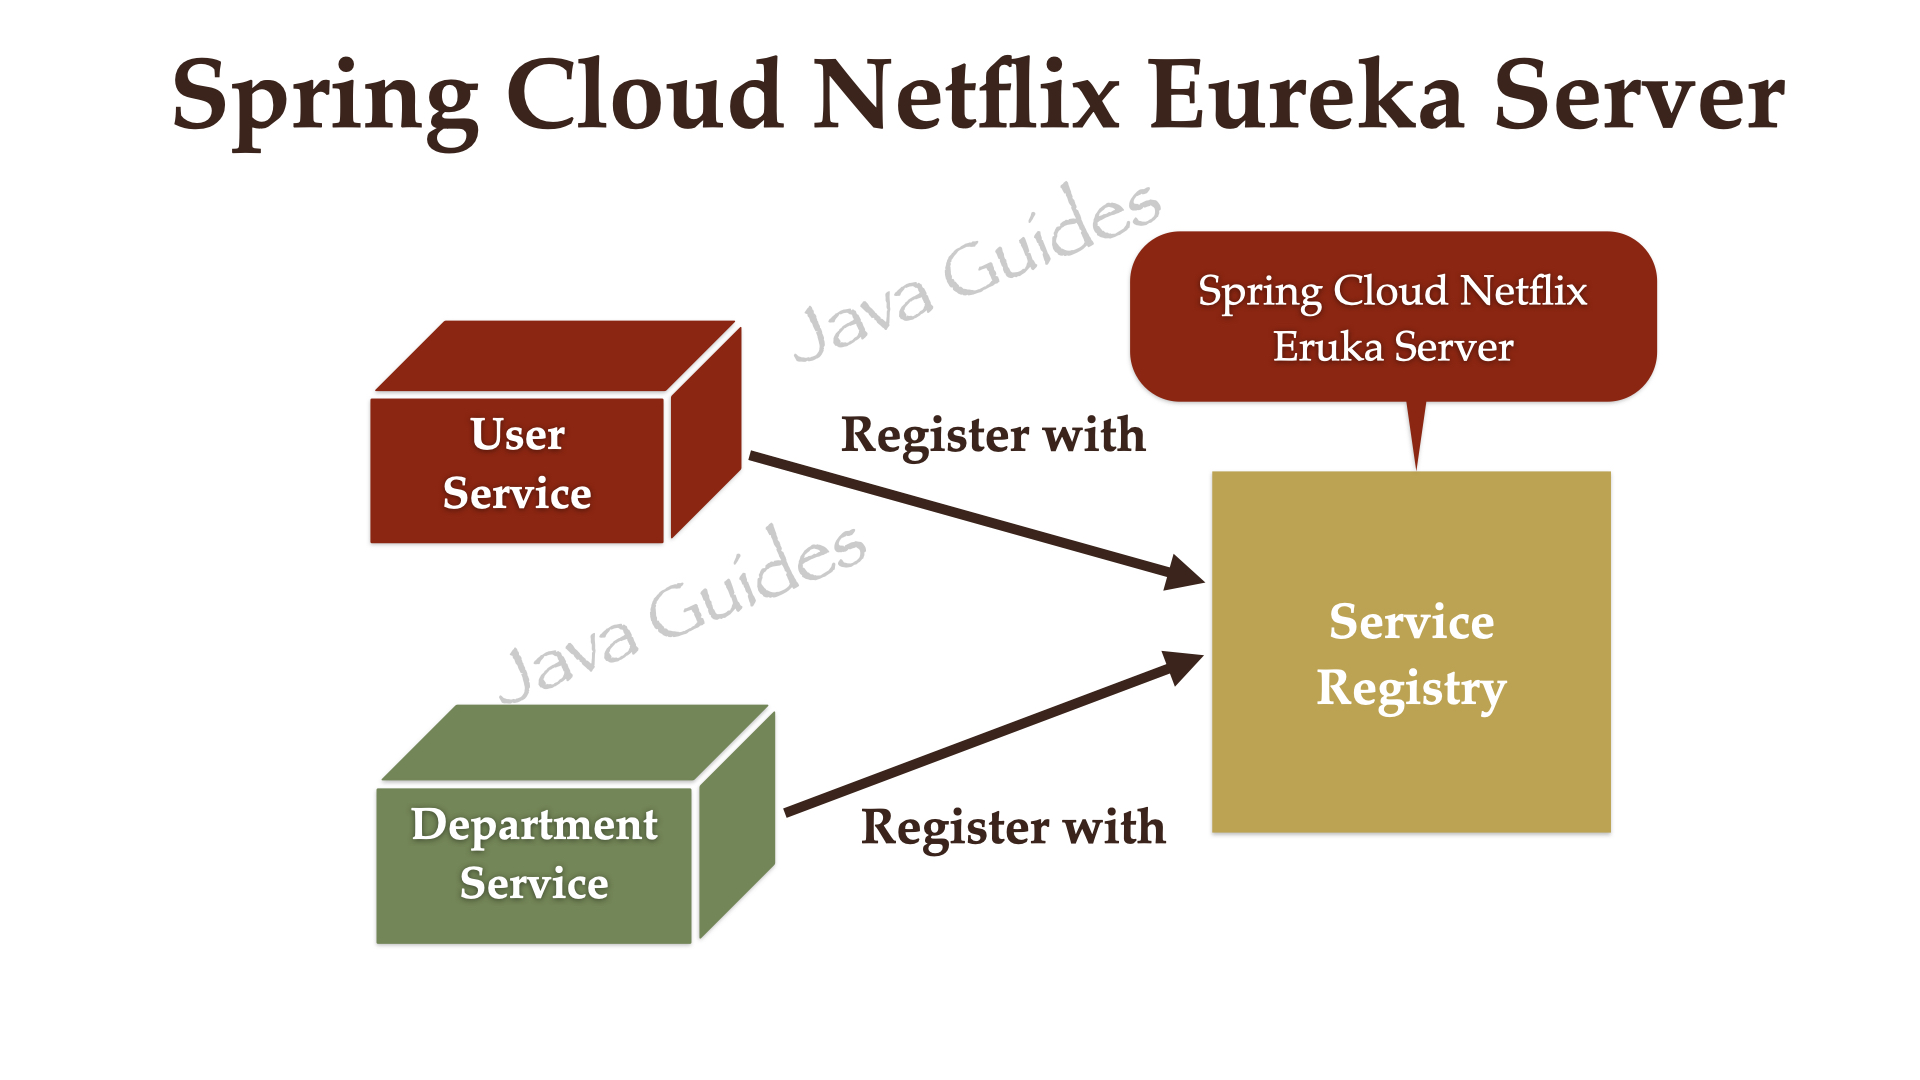 Spring Cloud Netflix Eureka Server
Java Guides
Spring Cloud Netflix
Eruka Server
User
Service
Register with
Java Guides
Service
Registry
Department
Service
Register with